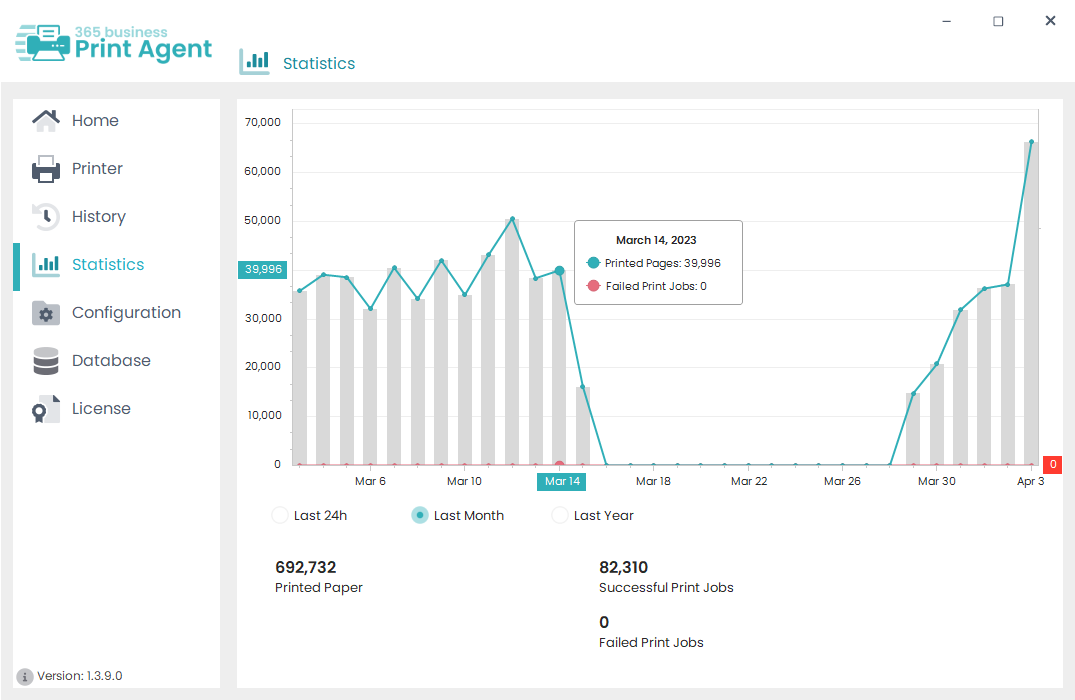 365 business
Print Agent
Statistics
Home
Printer
History
Statistics
Configuration
Database
License
Version: 1.3.9.0
70,000
60,000
50,000
39,996
30,000
20,000
10,000
0
March 14, 2023
Printed Pages: 39,996
Failed Print Jobs: 0
0
Mar 6 Mar 10 Mar 14 Mar 18 Mar 22 Mar 26 Mar 30 Apr 3
Last 24h Last Month Last Year
692,732
Printed Paper
82,310
Successful Print Jobs
0
Failed Print Jobs